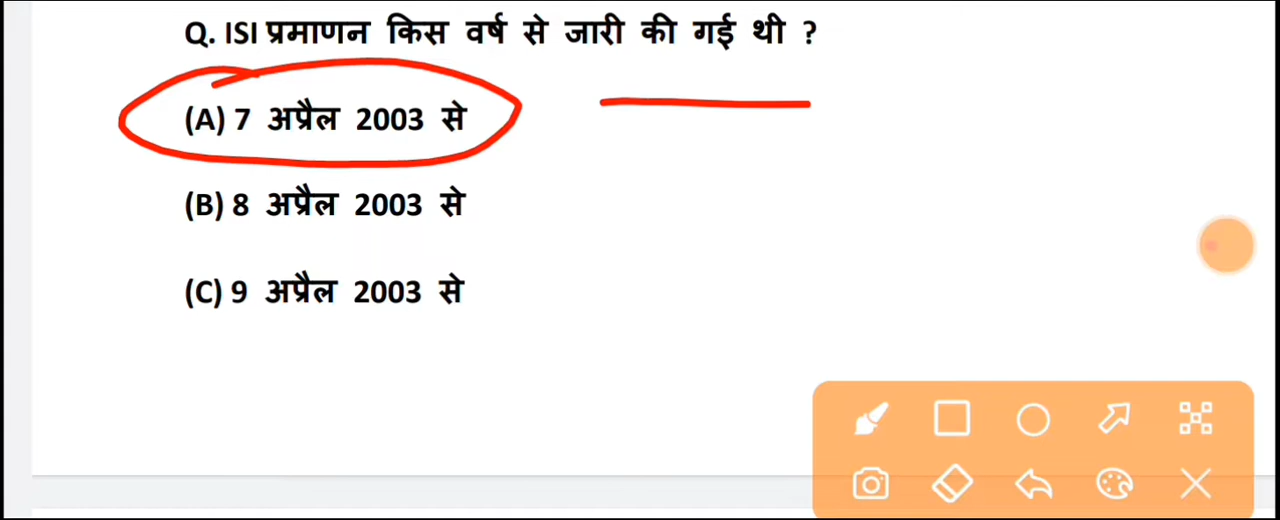 Q. ISI प्रमाणन किस वर्ष से जारी की गई थी ?
(A) 7 अप्रैल 2003 से
(B) 8 अप्रैल 2003 से
(C) 9 अप्रैल 2003 से